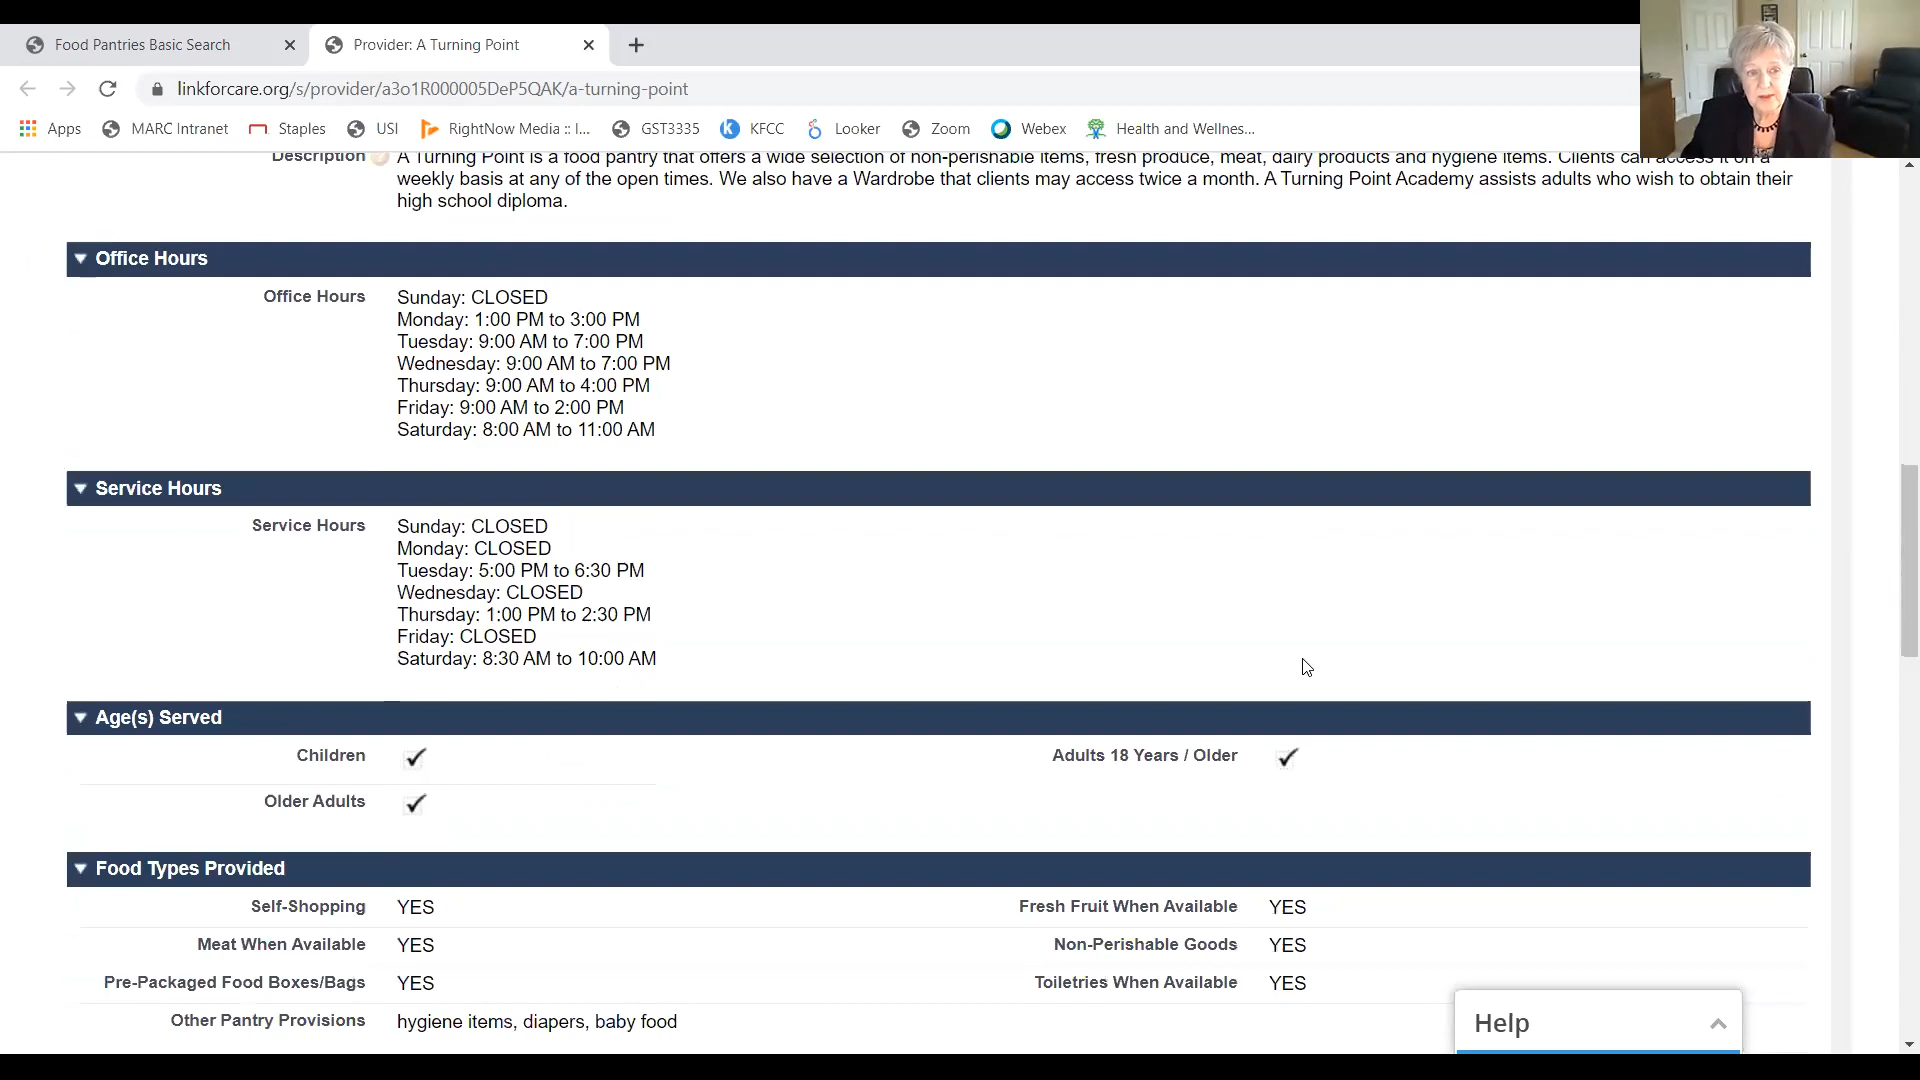 Food Pantries Basic Search
Provider: A Turning Point
linkforcare.org/s/provider/a3o1R000005DeP5QAK/a-turning-point
Apps MARC Intranet Staples USI RightNow Media :: I... GST3335 KFCC Looker Zoom Webex Health and Wellnes...
Description A Turning Point is a food pantry that offers a wide selection of non-perishable items, fresh produce, meat, dairy products and hygiene items. Clients can access it on a
weekly basis at any of the open times. We also have a Wardrobe that clients may access twice a month. A Turning Point Academy assists adults who wish to obtain their
high school diploma.
Office Hours
Office Hours Sunday: CLOSED
Monday: 1:00 PM to 3:00 PM
Tuesday: 9:00 AM to 7:00 PM
Wednesday: 9:00 AM to 7:00 PM
Thursday: 9:00 AM to 4:00 PM
Friday: 9:00 AM to 2:00 PM
Saturday: 8:00 AM to 11:00 AM
Service Hours
Service Hours Sunday: CLOSED
Monday: CLOSED
Tuesday: 5:00 PM to 6:30 PM
Wednesday: CLOSED
Thursday: 1:00 PM to 2:30 PM
Friday: CLOSED
Saturday: 8:30 AM to 10:00 AM
Age(s) Served
Children Adults 18 Years / Older
Older Adults
Food Types Provided
Self-Shopping YES Fresh Fruit When Available YES
Meat When Available YES Non-Perishable Goods YES
Pre-Packaged Food Boxes/Bags YES Toiletries When Available YES
Other Pantry Provisions hygiene items, diapers, baby food
Help